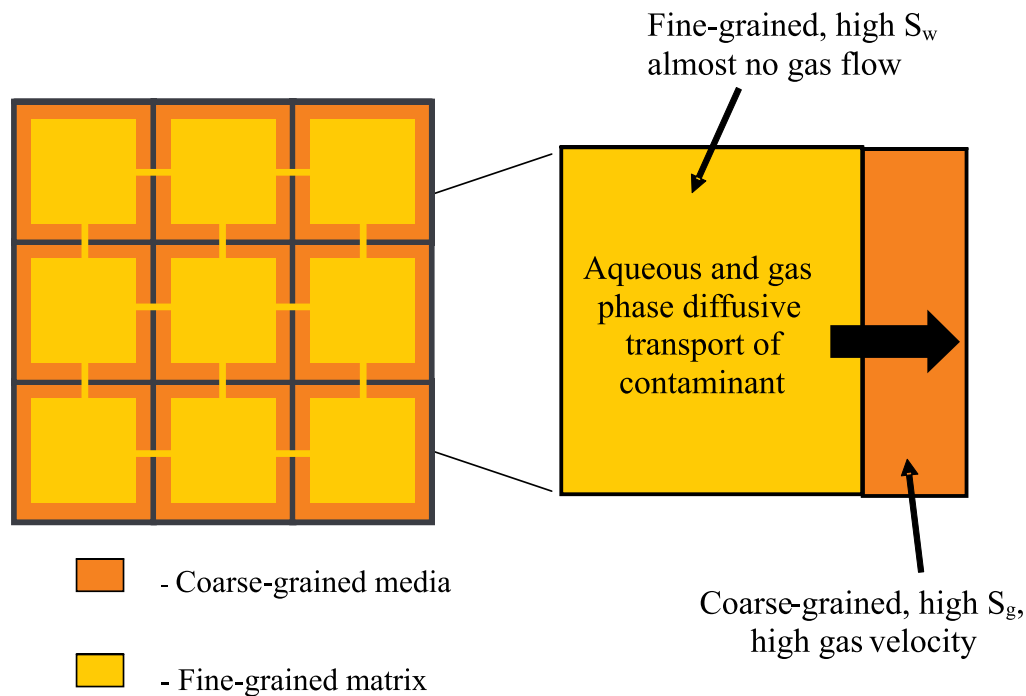 Fine-grained, high Sw
almost no gas flow
Aqueous and gas
phase diffusive
transport of
contaminant
- Coarse-grained media
- Fine-grained matrix
Coarse-grained, high Sg,
high gas velocity